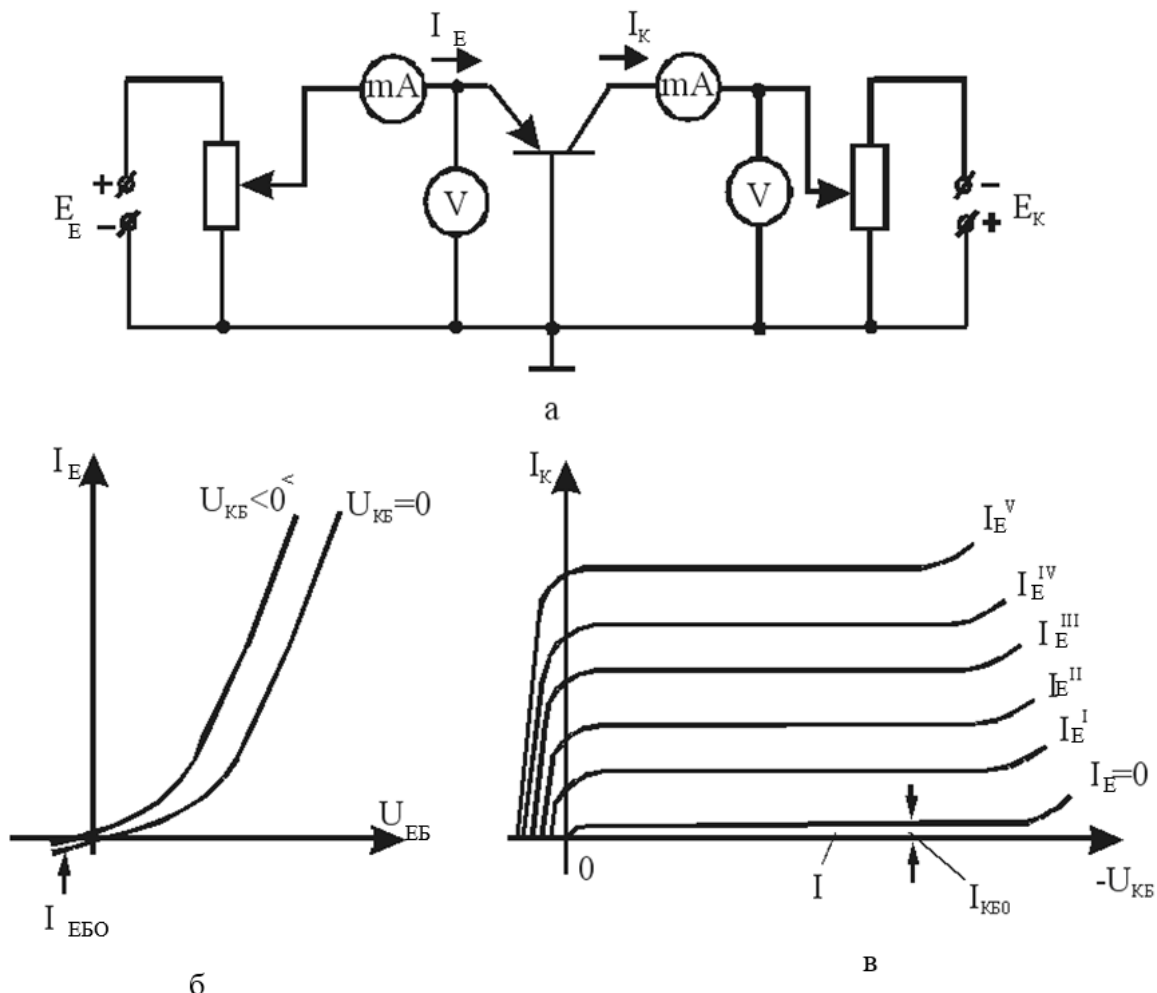 I Е I К
mA mA
+ −
V V
E Е E К
− +
а
I Е I К
U КБ <0 < U КБ =0 I Е V
I Е IV
I Е III
I Е II
I Е I
I Е =0
U ЕБ
0 I I КБ0 -U КБ
I ЕБО
б в